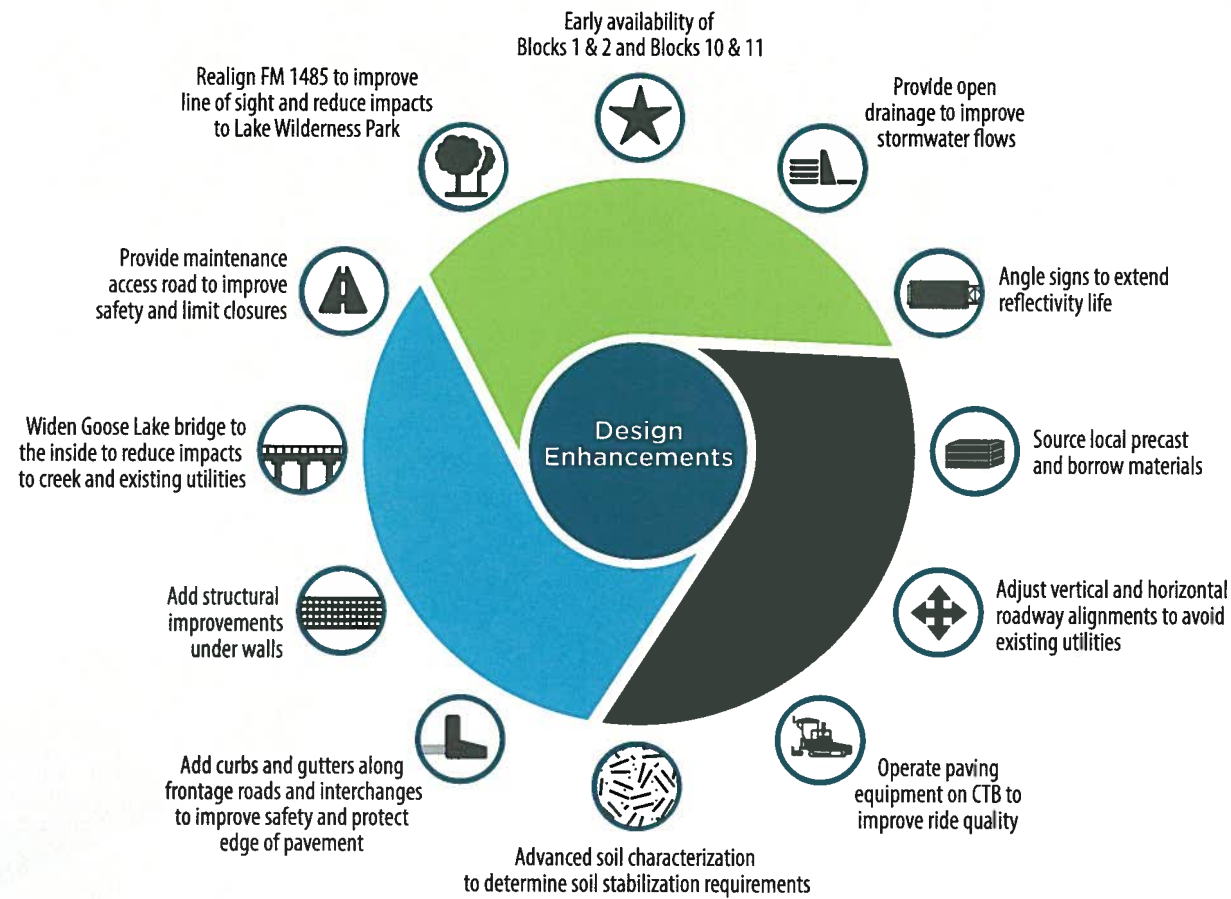 Early availability of
Blocks 1 & 2 and Blocks 10 & 11
Provide open
drainage to improve
stormwater flows
Angle signs to extend
reflectivity life
Source local precast
and borrow materials
Adjust vertical and horizontal
roadway alignments to avoid
existing utilities
Operate paving
equipment on CTB to
improve ride quality
Advanced soil characterization
to determine soil stabilization requirements
Add curbs and gutters along
frontage roads and interchanges
to improve safety and protect
edge of pavement
Add structural
improvements
under walls
Widen Goose Lake bridge to
the inside to reduce impacts
to creek and existing utilities
Provide maintenance
access road to improve
safety and limit closures
Realign FM 1485 to improve
line of sight and reduce impacts
to Lake Wilderness Park
Design
Enhancements